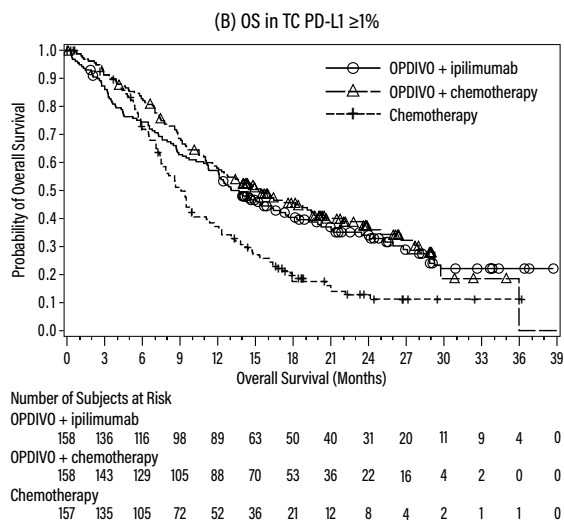 (B) OS in TC PD-L1 ≥1%
Probability of Overall Survival
1.0
0.9
0.8
0.7
0.6
0.5
0.4
0.3
0.2
0.1
0.0
OPDIVO + ipilimumab
OPDIVO + chemotherapy
Chemotherapy
0 3 6 9 12 15 18 21 24 27 30 33 36 39
Overall Survival (Months)
Number of Subjects at Risk
OPDIVO + ipilimumab
158 136 116 98 89 63 50 40 31 20 11 9 4 0
OPDIVO + chemotherapy
158 143 129 105 88 70 53 36 22 16 4 2 0 0
Chemotherapy
157 135 105 72 52 36 21 12 8 4 2 1 1 0